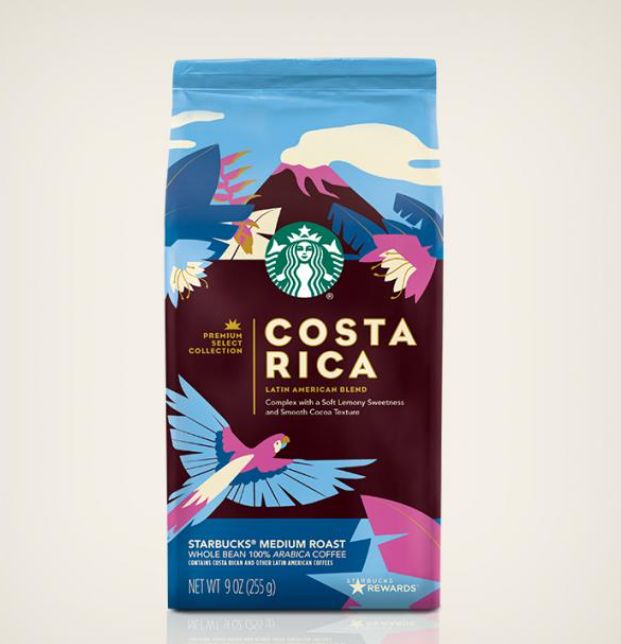 COSTA
RICA
PREMIUM
SELECT
COLLECTION
LATIN AMERICAN BLEND
Complex with a Soft Lemony Sweetness
and Smooth Cocoa Texture
STARBUCKS® MEDIUM ROAST
WHOLE BEAN 100% ARABICA COFFEE
CONTAINS COSTA RICAN AND OTHER LATIN AMERICAN COFFEES
NET WT 9 OZ (255 g)
STARBUCKS
REWARDS